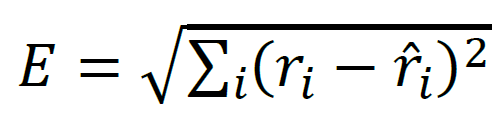 E = √∑ᵢ(rᵢ − r̂ᵢ)²